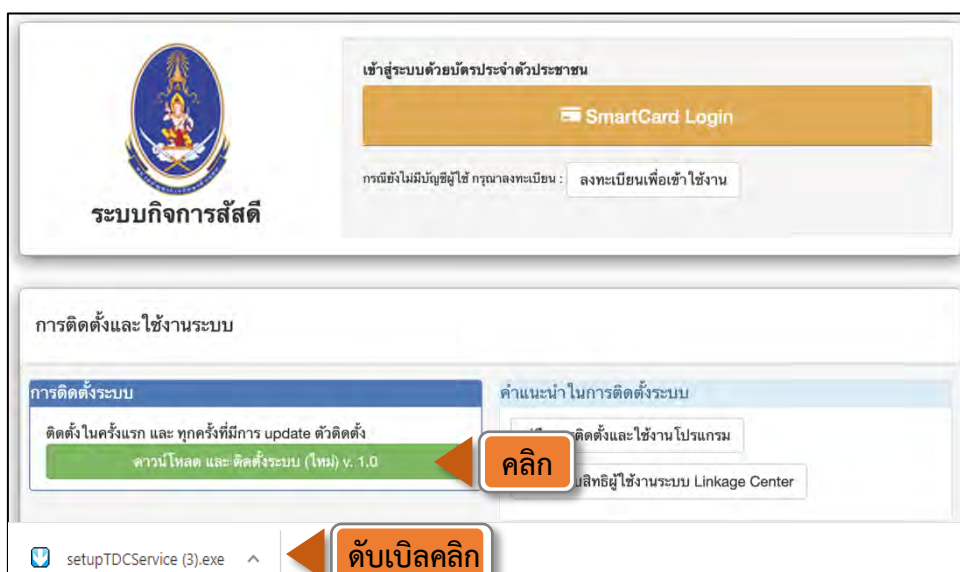 เข้าสู่ระบบด้วยบัตรประจำตัวประชาชน
SmartCard Login
กรณียังไม่มีบัญชีผู้ใช้ กรุณาลงทะเบียน : ลงทะเบียนเพื่อเข้าใช้งาน
ระบบกิจการสัสดี
การติดตั้งและใช้งานระบบ
การติดตั้งระบบ
ติดตั้งในครั้งแรก และ ทุกครั้งที่มีการ update ตัวติดตั้ง
ดาวน์โหลด และ ติดตั้งระบบ (ใหม่) v. 1.0
คลิก
คำแนะนำในการติดตั้งระบบ
ติดตั้งและใช้งานโปรแกรม
สิทธิผู้ใช้งานระบบ Linkage Center
setupTDCService (3).exe
ดับเบิลคลิก